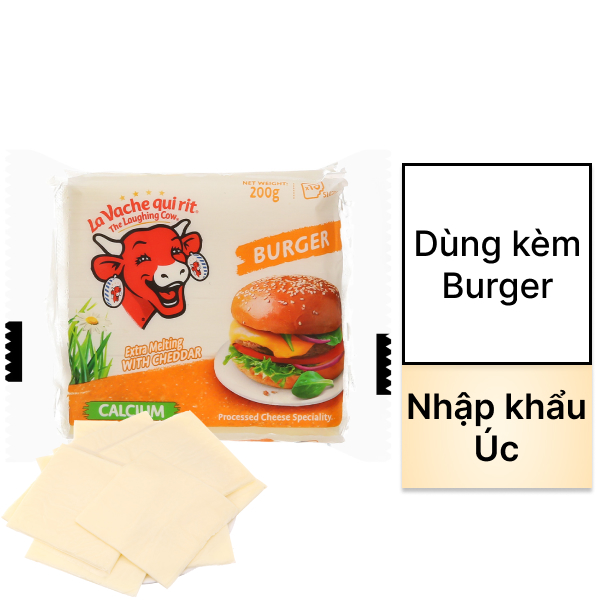 NET WEIGHT:
200g
La Vache qui rit®
The Laughing Cow®
BURGER
Extra Melting
WITH CHEDDAR
CALCIUM
Processed Cheese Speciality
Dùng kèm
Burger
Nhập khẩu
Úc